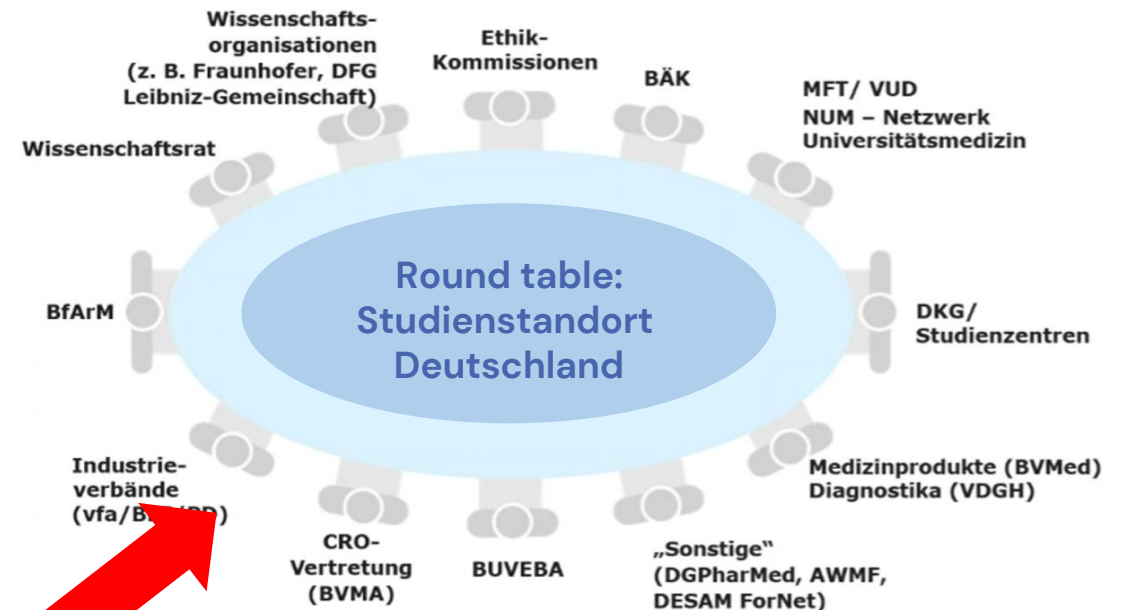 Wissenschafts-
organisationen
(z. B. Fraunhofer, DFG
Leibniz-Gemeinschaft)
Ethik-
Kommissionen
BÄK
MFT/ VUD
NUM – Netzwerk
Universitätsmedizin
Wissenschaftsrat
Round table:
Studienstandort
Deutschland
BfArM
DKG/
Studienzentren
Industrie-
verbände
(vfa/
Medizinprodukte (BVMed)
Diagnostika (VDGH)
CRO-
Vertretung
(BVMA)
BUVEBA
„Sonstige“
(DGPharMed, AWMF,
DESAM ForNet)